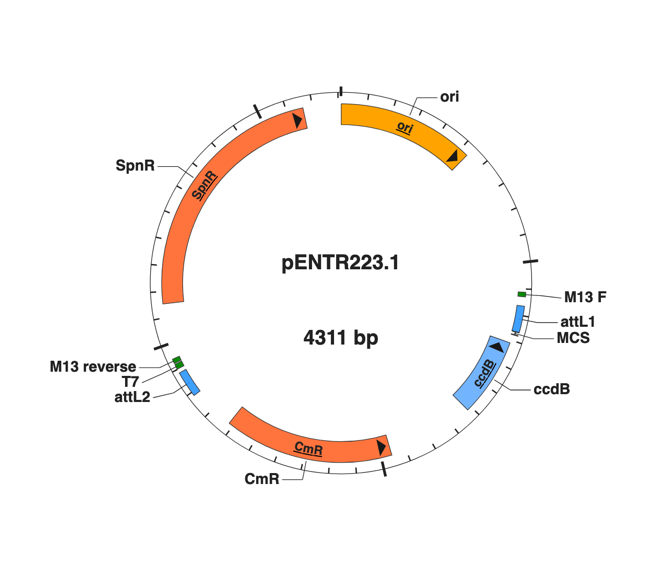 ori
ori
SpnR
SpnR
pENTR223.1
M13 F
attL1
4311 bp
MCS
M13 reverse
T7
ccdB
ccdB
attL2
CmR
CmR